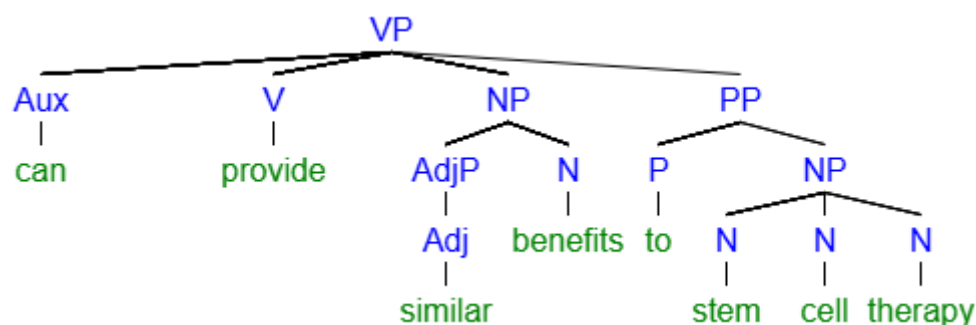 VP
Aux V NP PP
can provide AdjP N P NP
Adj benefits to N N N
similar stem cell therapy